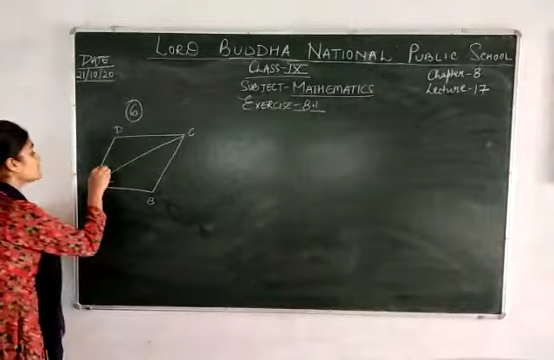 LORD BUDDHA NATIONAL PUBLIC SCHOOL
DATE
21/10/20
CLASS-IX
SUBJECT-MATHEMATICS
EXERCISE-8.1
Chapter-8
Lecture-17
6
D
C
B